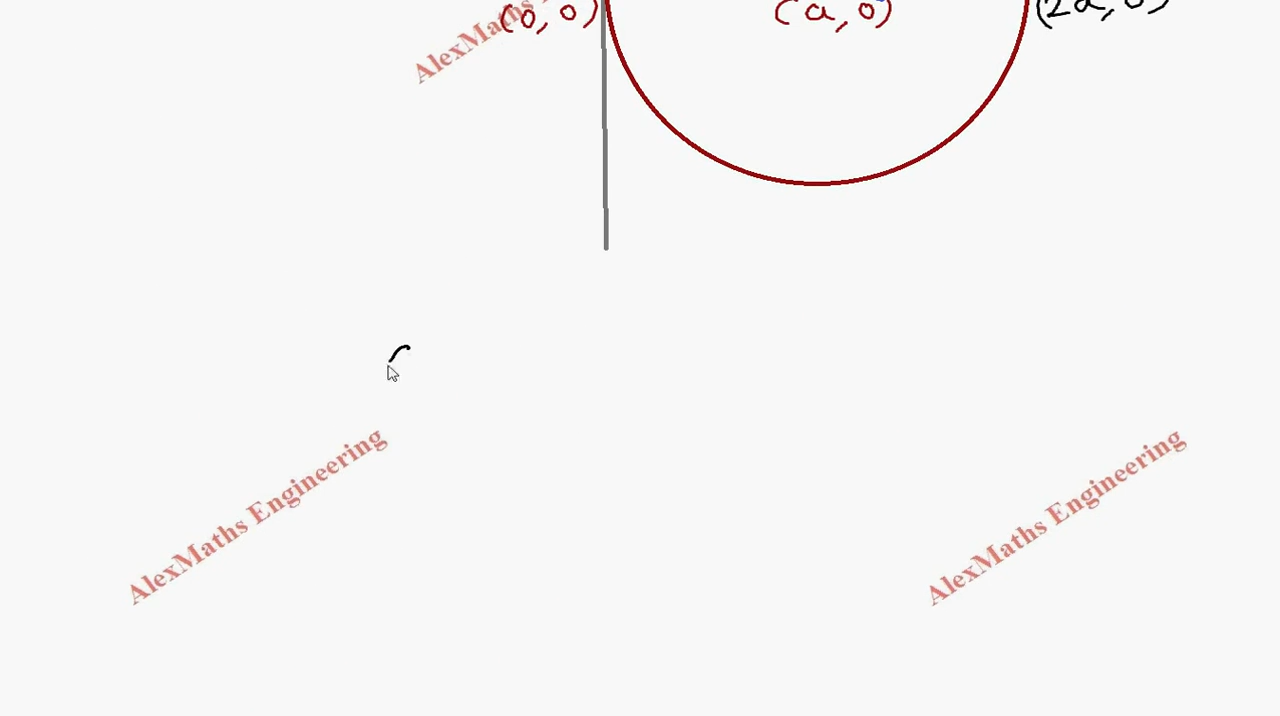 AlexMaths
(0, 0) (a, 0) (2a, 0)
AlexMaths Engineering
AlexMaths Engineering